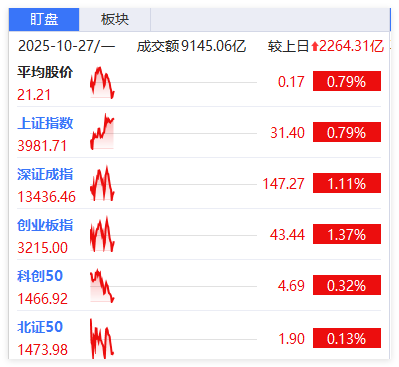 盯盘 板块
2025-10-27/— 成交额9145.06亿 较上日⬆2264.31亿
平均股价
21.21 0.17 0.79%
上证指数
3981.71 31.40 0.79%
深证成指
13436.46 147.27 1.11%
创业板指
3215.00 43.44 1.37%
科创50
1466.92 4.69 0.32%
北证50
1473.98 1.90 0.13%